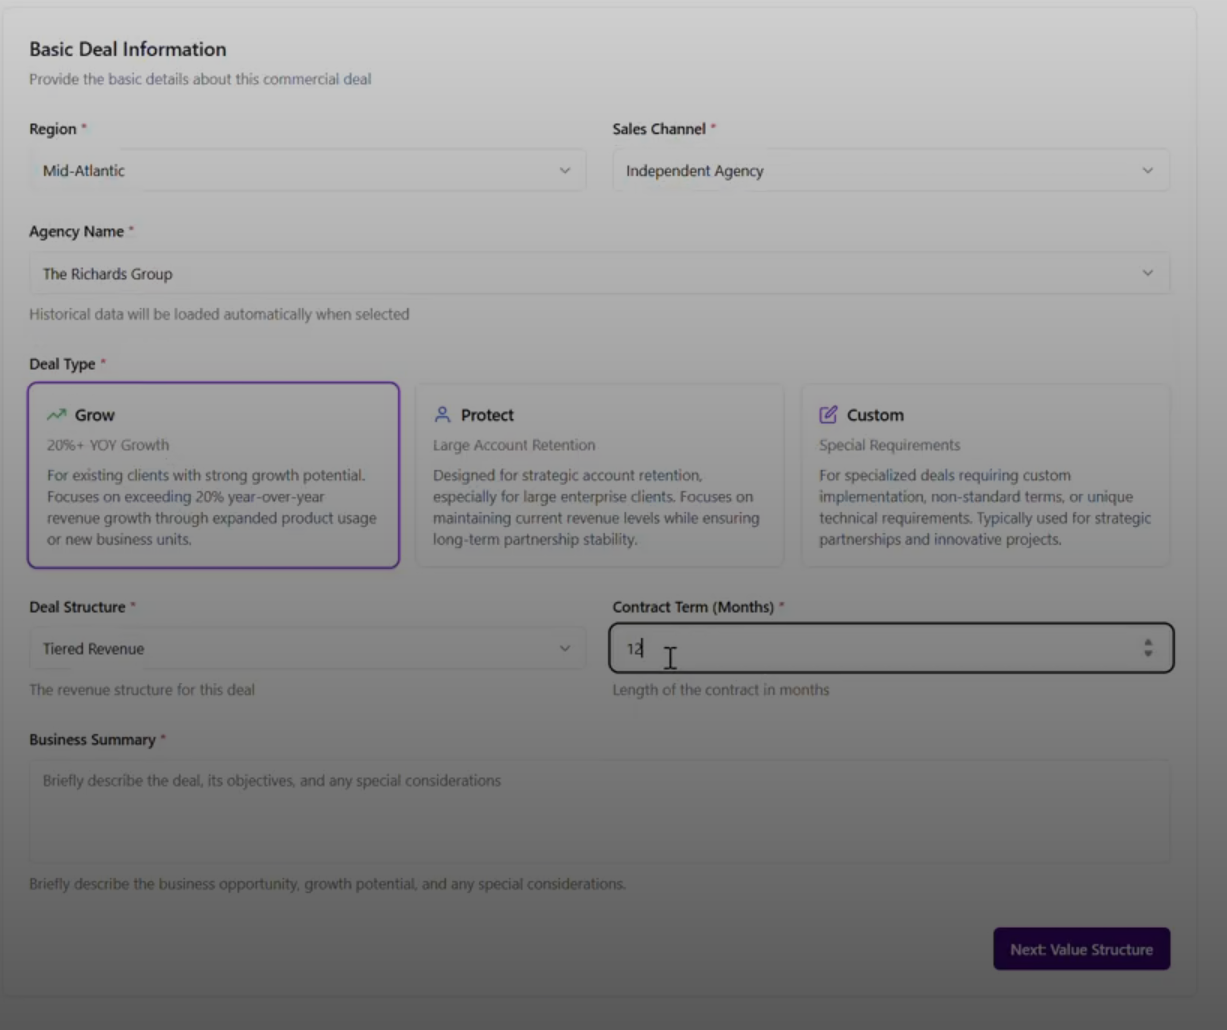 Basic Deal Information
Provide the basic details about this commercial deal
Region *
Sales Channel *
Mid-Atlantic
Independent Agency
Agency Name *
The Richards Group
Historical data will be loaded automatically when selected
Deal Type *
Grow
20%+ YOY Growth
For existing clients with strong growth potential.
Focuses on exceeding 20% year-over-year
revenue growth through expanded product usage
or new business units.
Protect
Large Account Retention
Designed for strategic account retention,
especially for large enterprise clients. Focuses on
maintaining current revenue levels while ensuring
long-term partnership stability.
Custom
Special Requirements
For specialized deals requiring custom
implementation, non-standard terms, or unique
technical requirements. Typically used for strategic
partnerships and innovative projects.
Deal Structure *
Contract Term (Months) *
Tiered Revenue
12
The revenue structure for this deal
Length of the contract in months
Business Summary *
Briefly describe the deal, its objectives, and any special considerations
Briefly describe the business opportunity, growth potential, and any special considerations.
Next: Value Structure